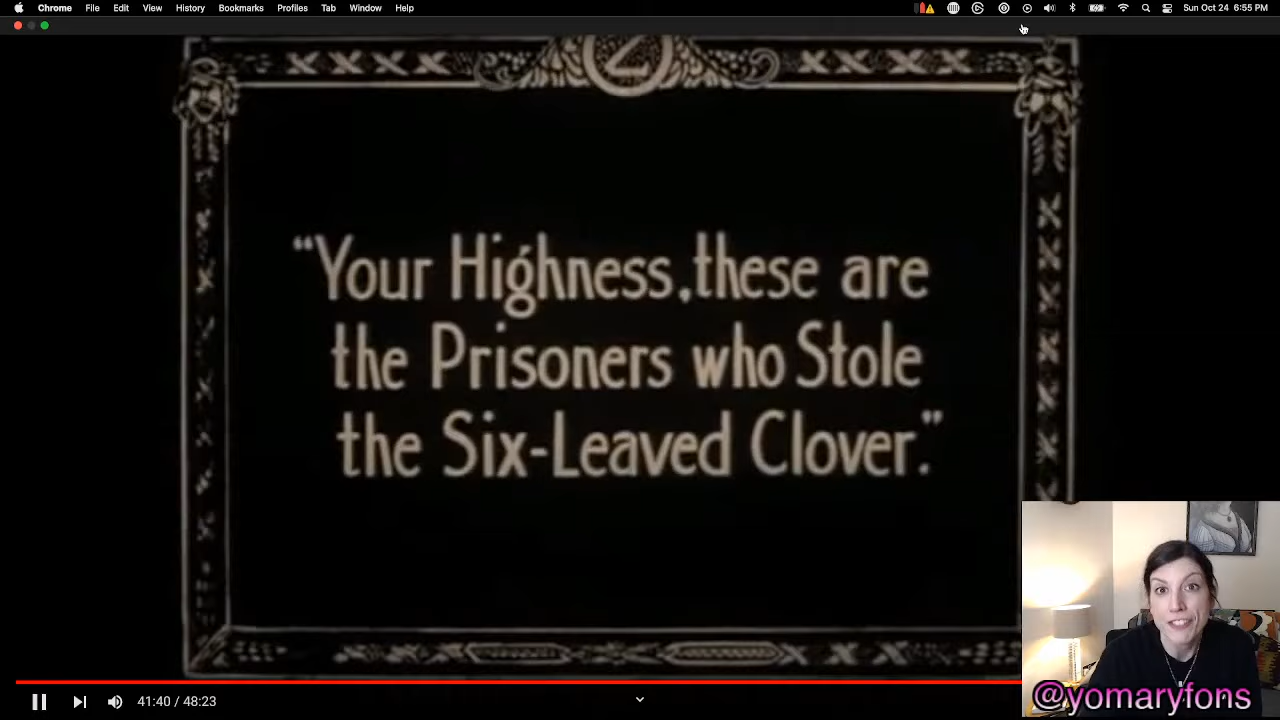 Chrome File Edit View History Bookmarks Profiles Tab Window Help Sun Oct 24 6:55 PM
“Your Highness, these are
the Prisoners who Stole
the Six-Leaved Clover.”
41:40 / 48:23
@yomaryfons